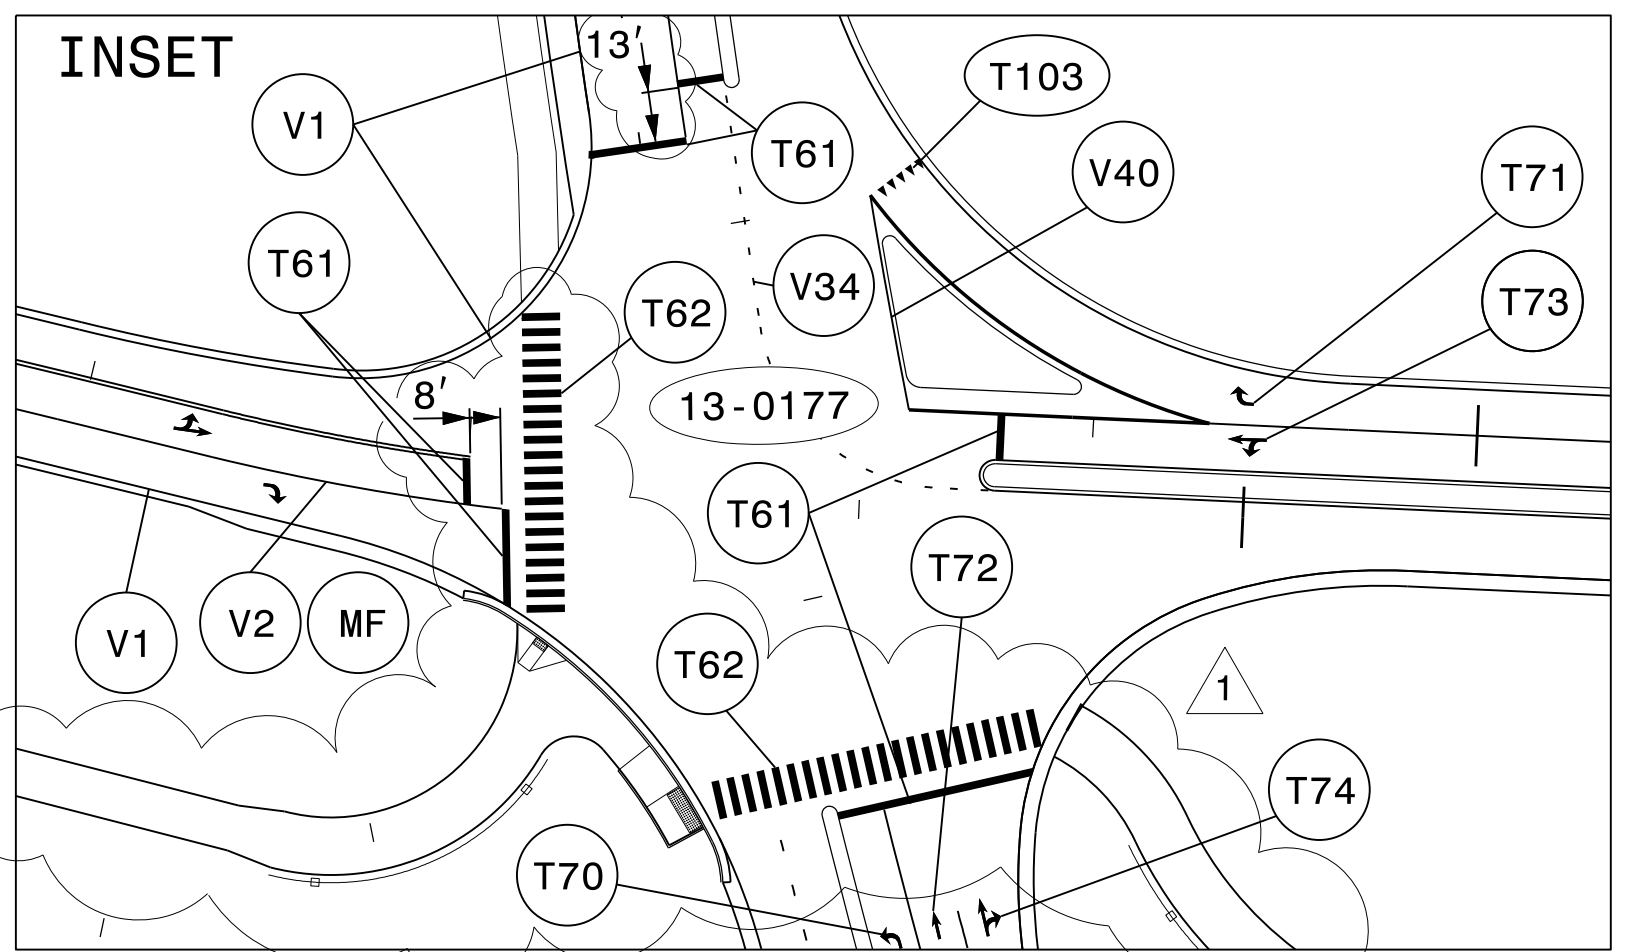 INSET
13'
T103
V1
T61
V40
T71
T61
V34
T73
T62
8'
13-0177
T61
T72
V1
V2
MF
T62
1
T74
T70